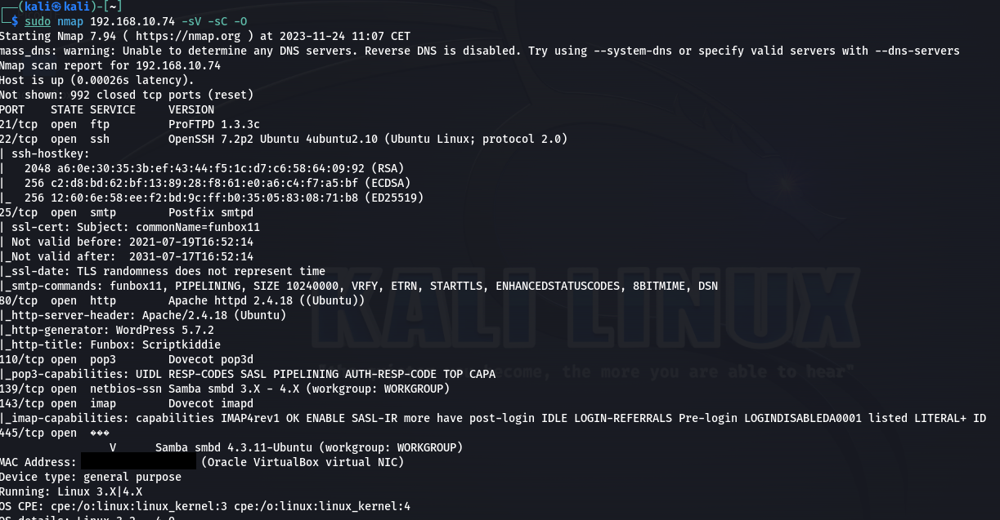 (kali㉿kali)-[~]
$ sudo nmap 192.168.10.74 -sV -sC -O
Starting Nmap 7.94 ( https://nmap.org ) at 2023-11-24 11:07 CET
mass_dns: warning: Unable to determine any DNS servers. Reverse DNS is disabled. Try using --system-dns or specify valid servers with --dns-servers
Nmap scan report for 192.168.10.74
Host is up (0.00026s latency).
Not shown: 992 closed tcp ports (reset)
PORT    STATE SERVICE     VERSION
21/tcp  open  ftp         ProFTPD 1.3.3c
22/tcp  open  ssh         OpenSSH 7.2p2 Ubuntu 4ubuntu2.10 (Ubuntu Linux; protocol 2.0)
| ssh-hostkey:
|   2048 a6:0e:30:35:3b:ef:43:44:f5:1c:d7:c6:58:64:09:92 (RSA)
|   256 c2:d8:bd:62:bf:13:89:28:f8:61:e0:a6:c4:f7:a5:bf (ECDSA)
|_  256 12:60:6e:58:ee:f2:bd:9c:ff:b0:35:05:83:08:71:b8 (ED25519)
25/tcp  open  smtp        Postfix smtpd
| ssl-cert: Subject: commonName=funbox11
| Not valid before: 2021-07-19T16:52:14
|_Not valid after:  2031-07-17T16:52:14
|_ssl-date: TLS randomness does not represent time
|_smtp-commands: funbox11, PIPELINING, SIZE 10240000, VRFY, ETRN, STARTTLS, ENHANCEDSTATUSCODES, 8BITMIME, DSN
80/tcp  open  http        Apache httpd 2.4.18 ((Ubuntu))
|_http-server-header: Apache/2.4.18 (Ubuntu)
|_http-generator: WordPress 5.7.2
|_http-title: Funbox: Scriptkiddie
110/tcp open  pop3        Dovecot pop3d
|_pop3-capabilities: UIDL RESP-CODES SASL PIPELINING AUTH-RESP-CODE TOP CAPA
139/tcp open  netbios-ssn Samba smbd 3.X - 4.X (workgroup: WORKGROUP)
143/tcp open  imap        Dovecot imapd
|_imap-capabilities: capabilities IMAP4rev1 OK ENABLE SASL-IR more have post-login IDLE LOGIN-REFERRALS Pre-login LOGINDISABLEDA0001 listed LITERAL+ ID
445/tcp open  ���
V      Samba smbd 4.3.11-Ubuntu (workgroup: WORKGROUP)
MAC Address: (Oracle VirtualBox virtual NIC)
Device type: general purpose
Running: Linux 3.X|4.X
OS CPE: cpe:/o:linux:linux_kernel:3 cpe:/o:linux:linux_kernel:4
OS details: Linux 3.2 - 4.9
KALI LINUX
become, the more you are able to hear"